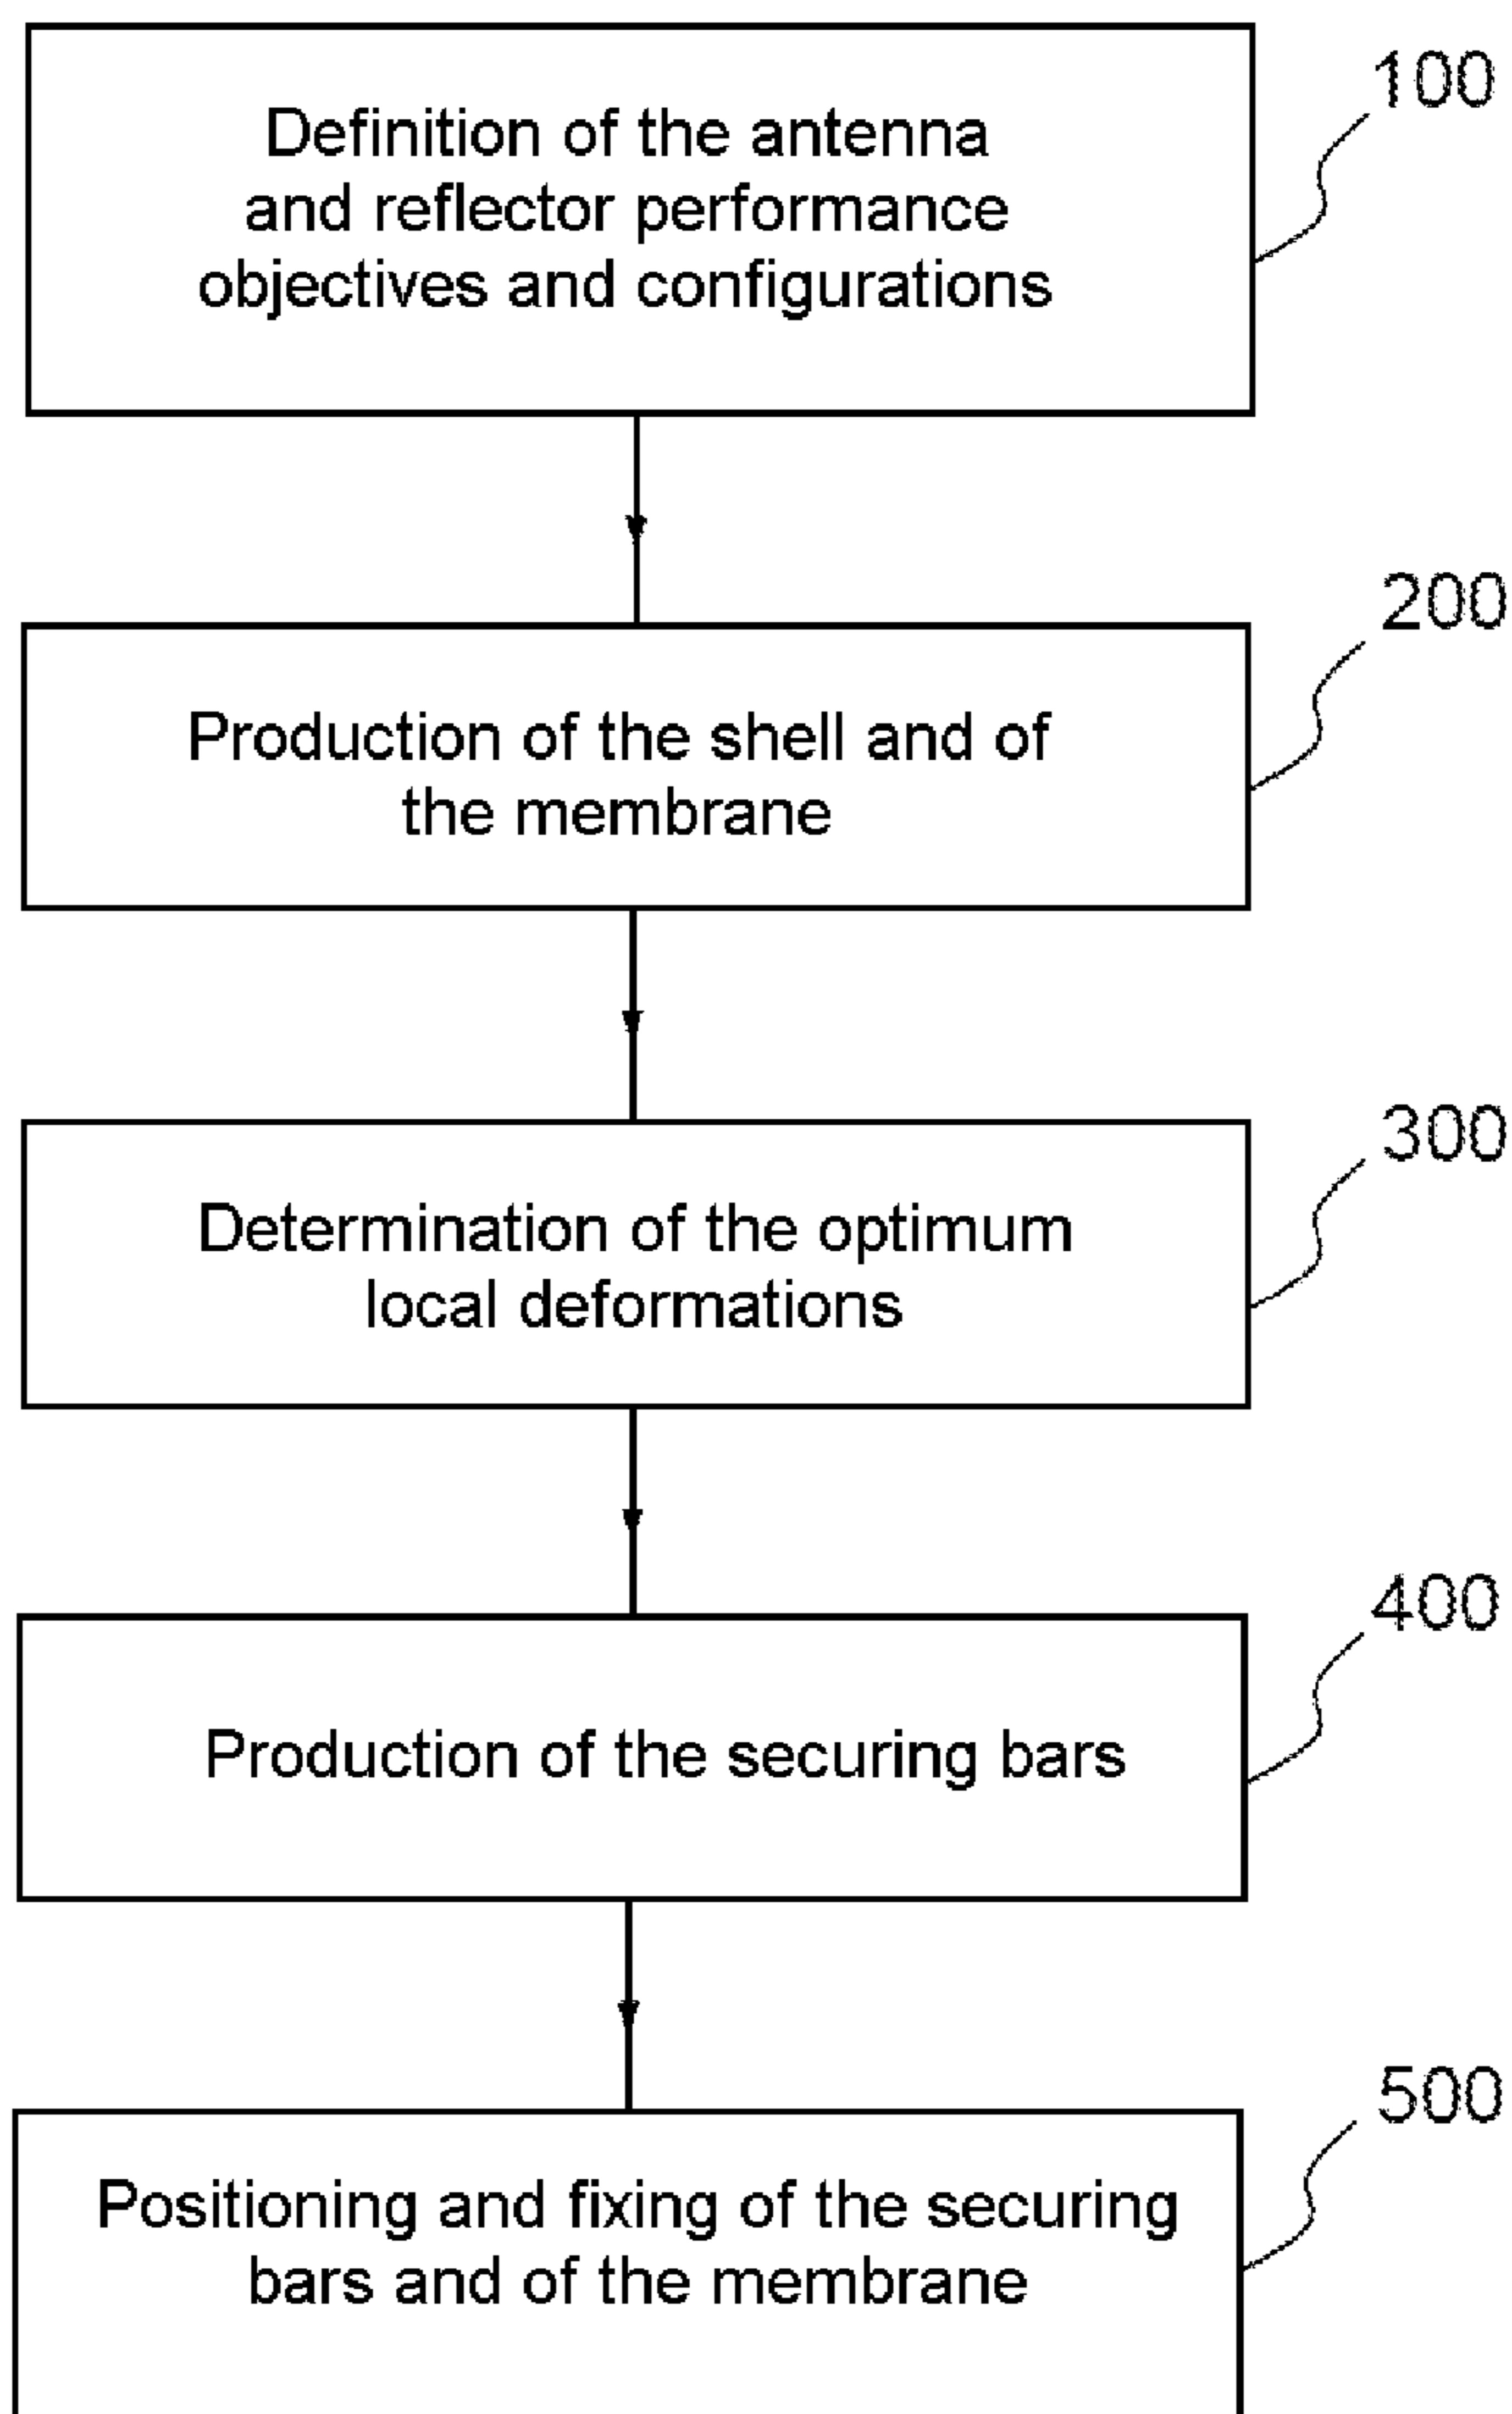 100
Definition of the antenna
and reflector performance
objectives and configurations
200
Production of the shell and of
the membrane
300
Determination of the optimum
local deformations
400
Production of the securing bars
500
Positioning and fixing of the securing
bars and of the membrane